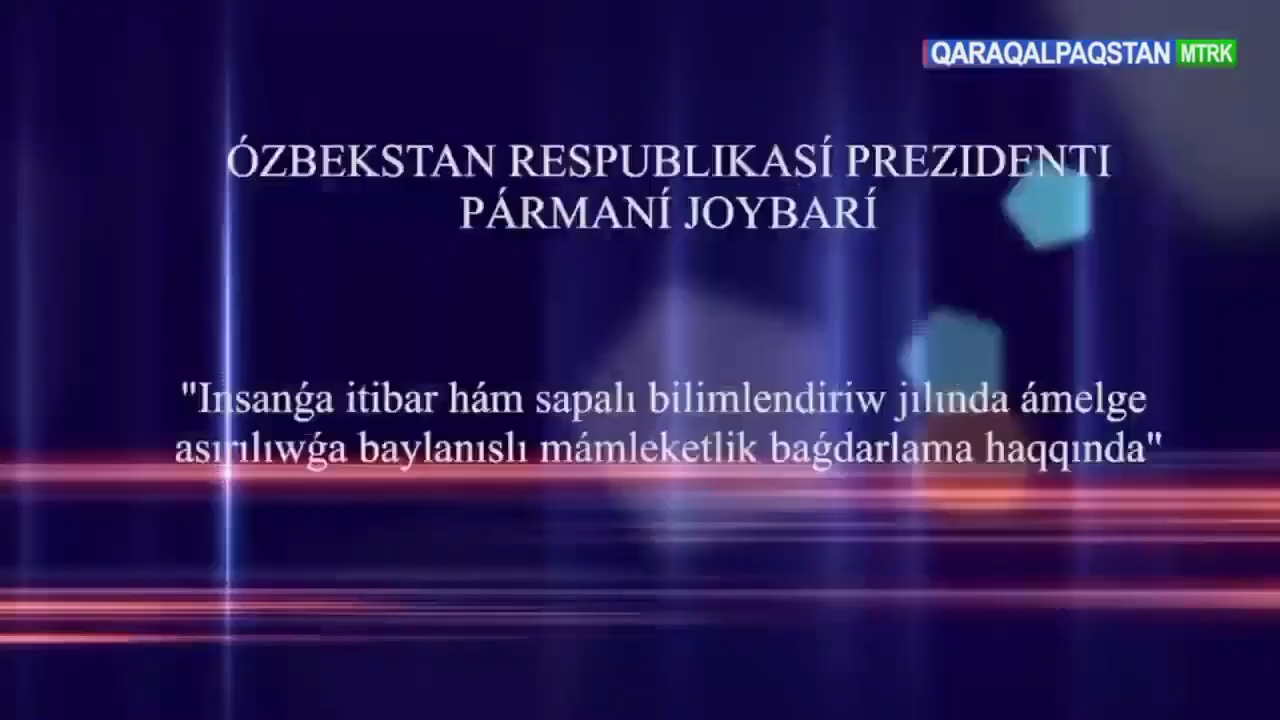 QARAQALPAQSTAN MTRK
ÓZBEKSTAN RESPUBLIKASÍ PREZIDENTI
PÁRMANÍ JOYBARÍ
"Insanǵa itibar hám sapalı bilimlendiriw jılında ámelge
asırılıwǵa baylanıslı mámleketlik baǵdarlama haqqında"